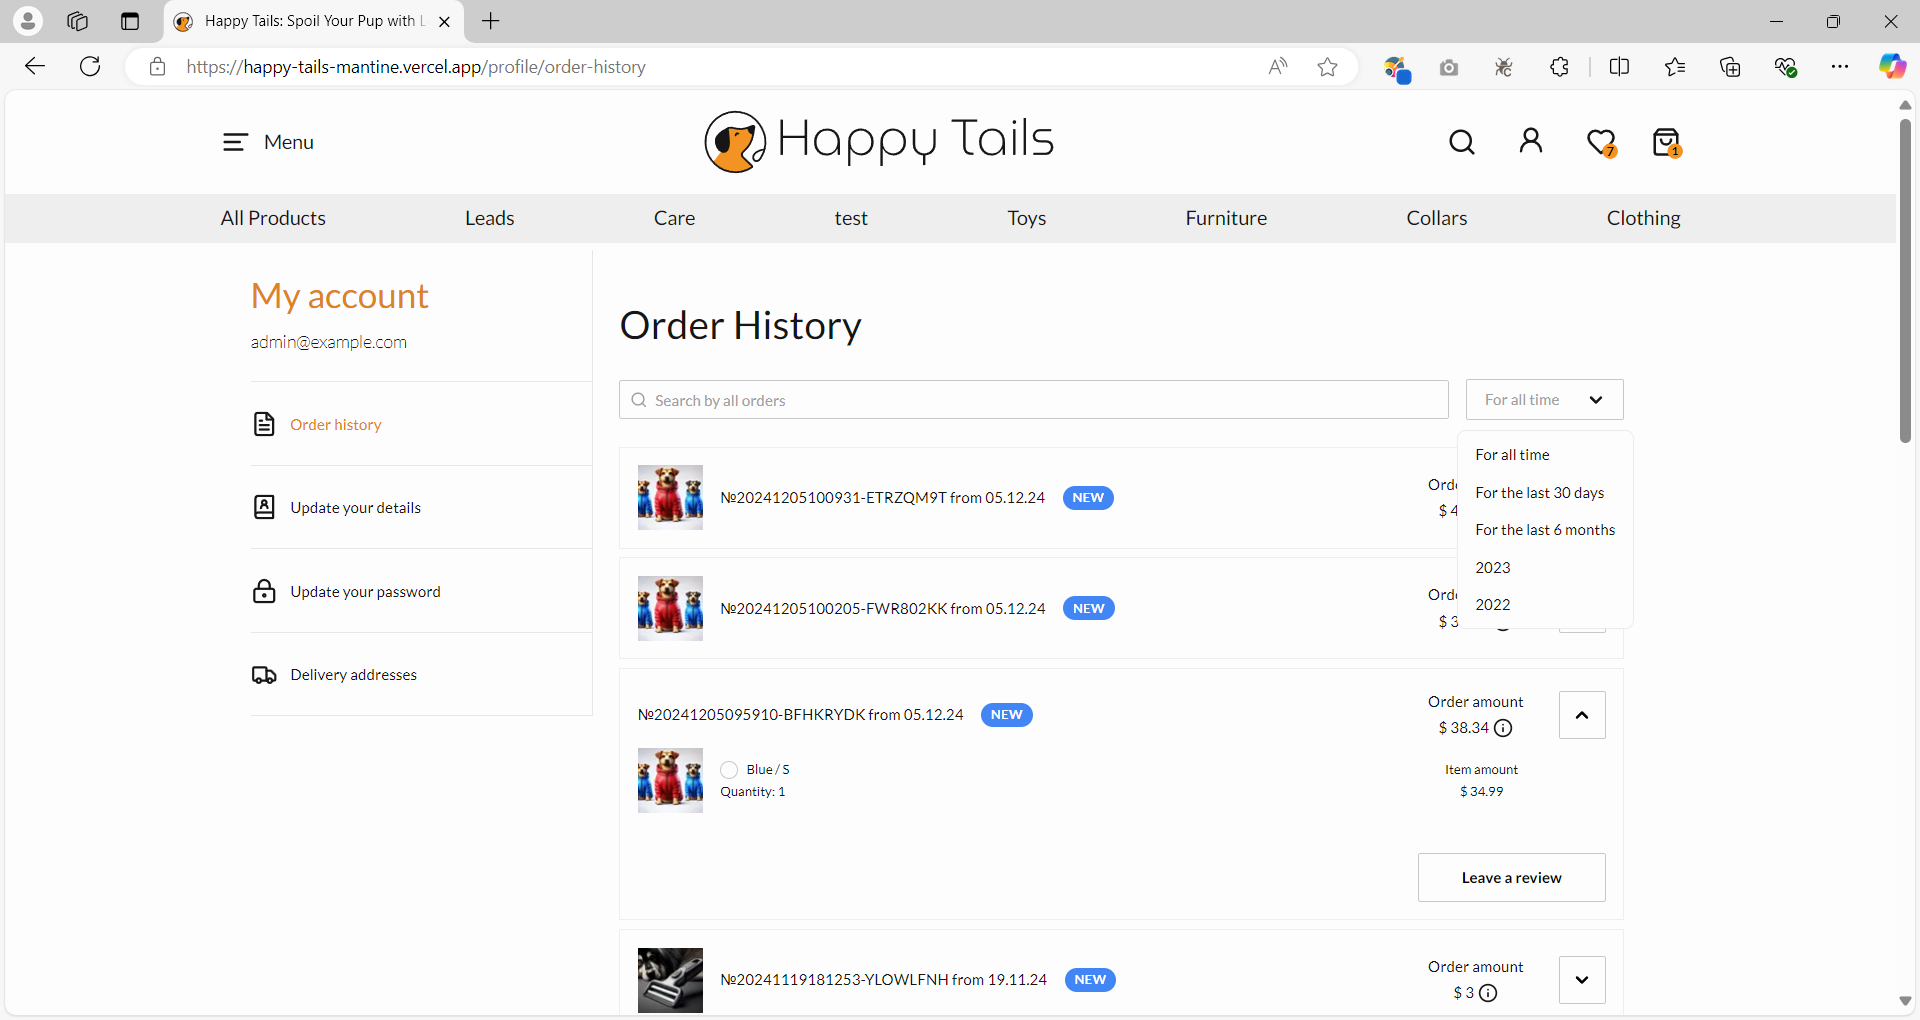 Happy Tails: Spoil Your Pup with L
https://happy-tails-mantine.vercel.app/profile/order-history
Menu
Happy Tails
7
1
All Products
Leads
Care
test
Toys
Furniture
Collars
Clothing
My account
admin@example.com
Order history
Update your details
Update your password
Delivery addresses
Order History
Search by all orders
For all time
For all time
For the last 30 days
For the last 6 months
2023
2022
№20241205100931-ETRZQM9T from 05.12.24
NEW
Orde
$ 4
№20241205100205-FWR802KK from 05.12.24
NEW
Orde
$ 3
№20241205095910-BFHKRYDK from 05.12.24
NEW
Order amount
$ 38.34
Blue / S
Quantity: 1
Item amount
$ 34.99
Leave a review
№20241119181253-YLOWLFNH from 19.11.24
NEW
Order amount
$ 3